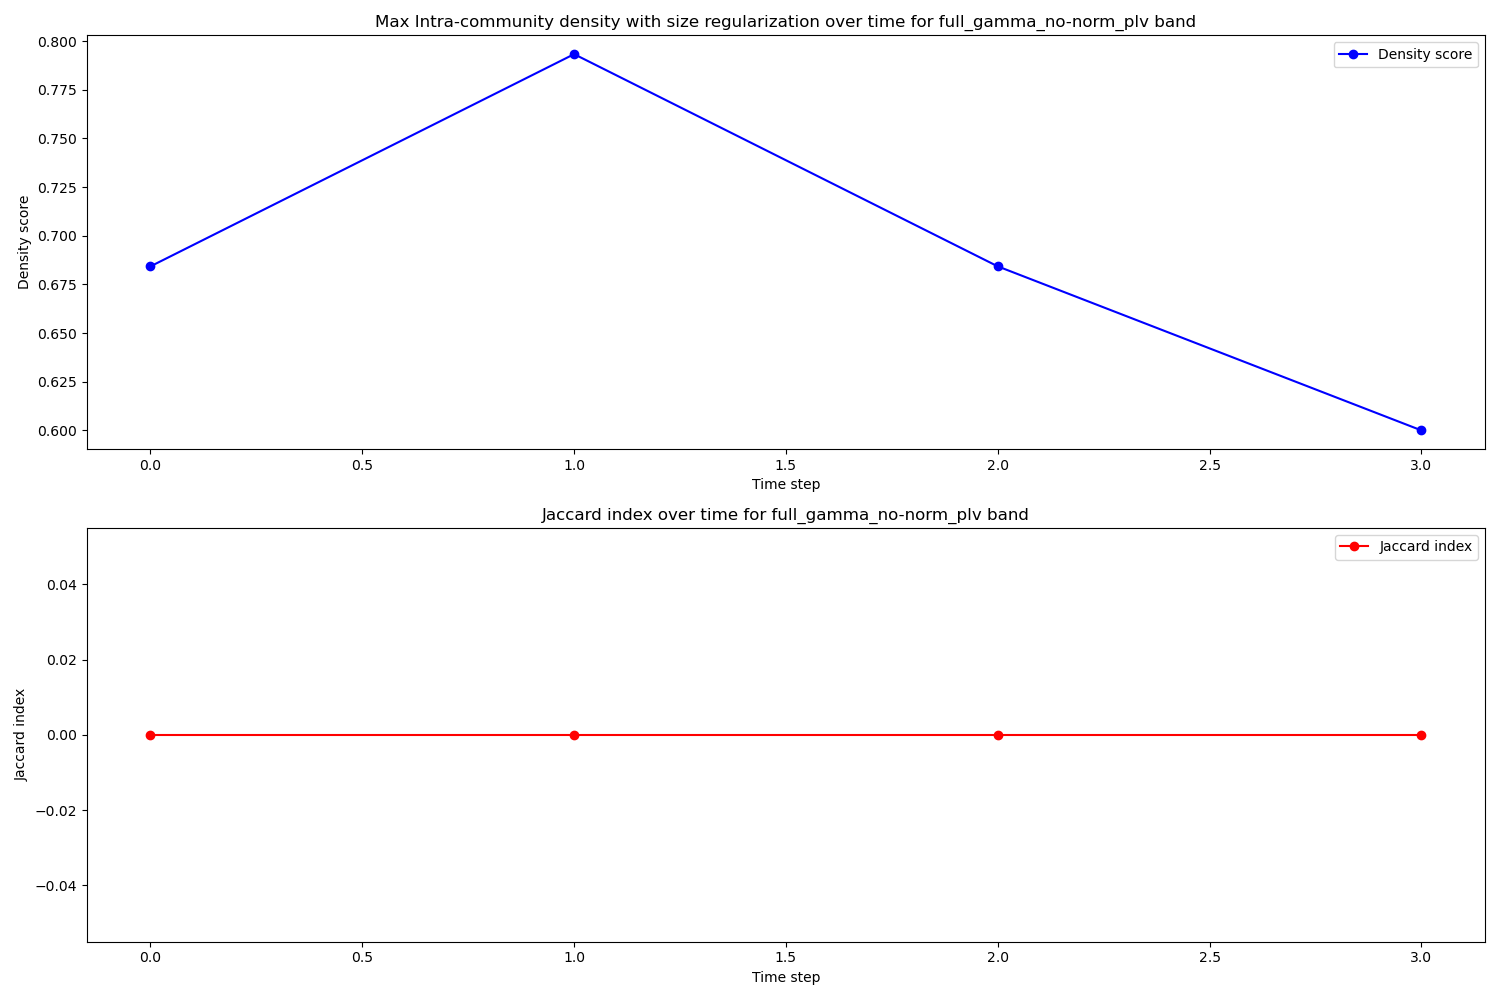 Max Intra-community density with size regularization over time for full_gamma_no-norm_plv band
0.800
0.775
0.750
0.725
0.700
0.675
0.650
0.625
0.600
Density score
Density score
0.0 0.5 1.0 1.5 2.0 2.5 3.0
Time step
Jaccard index over time for full_gamma_no-norm_plv band
0.04
0.02
0.00
−0.02
−0.04
Jaccard index
Jaccard index
0.0 0.5 1.0 1.5 2.0 2.5 3.0
Time step